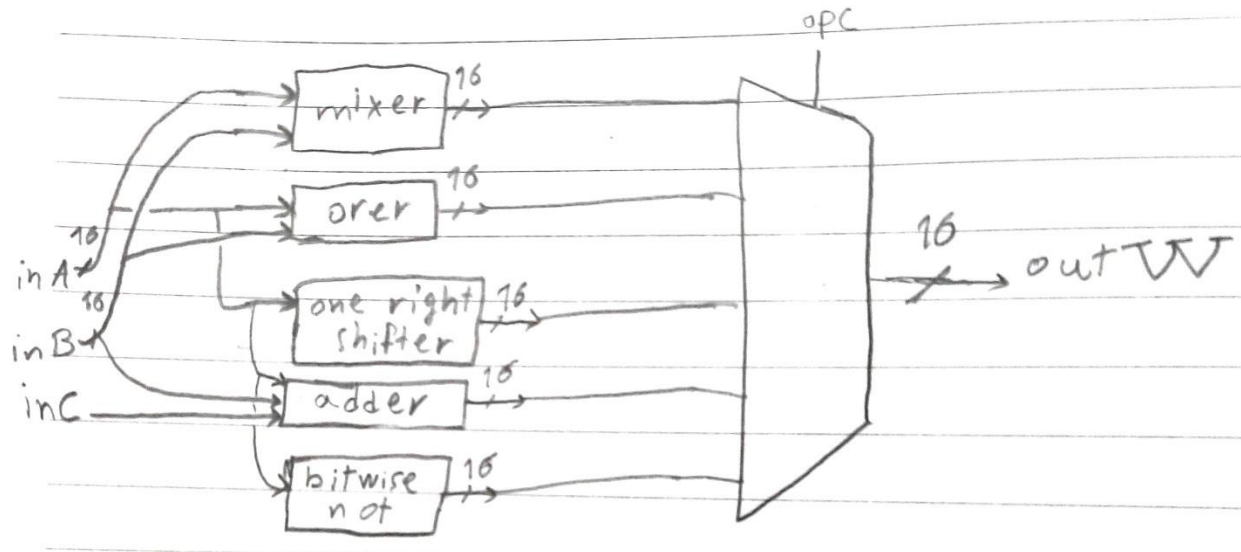 opC
16
mixer
16
orer
16
16
inA
16
one right
shifter
16
16
outW
inB
16
adder
inC
16
bitwise
not